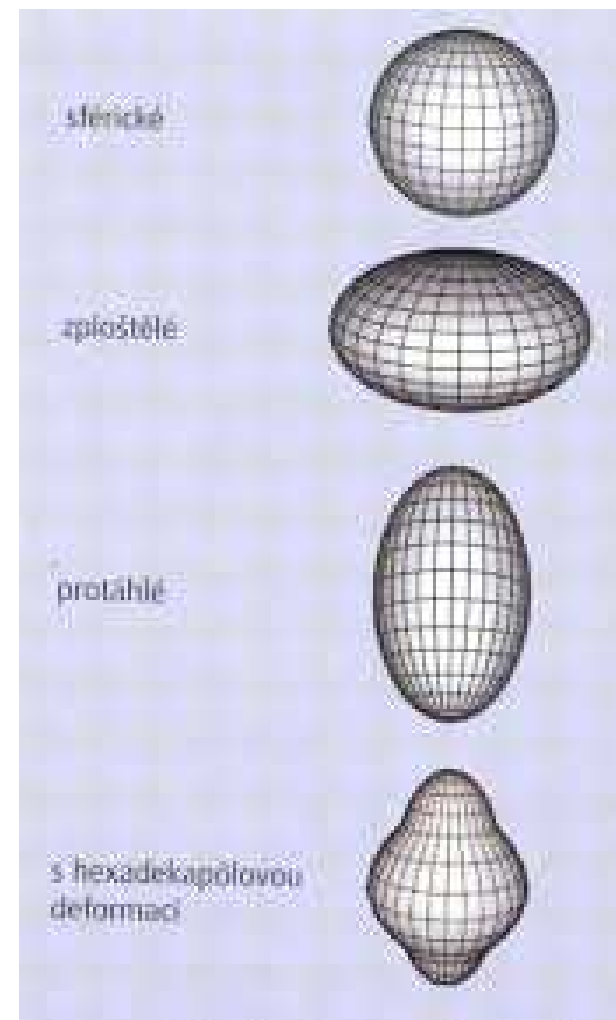 sférické
zploštělé
protáhlé
s hexadekapólovou
deformací